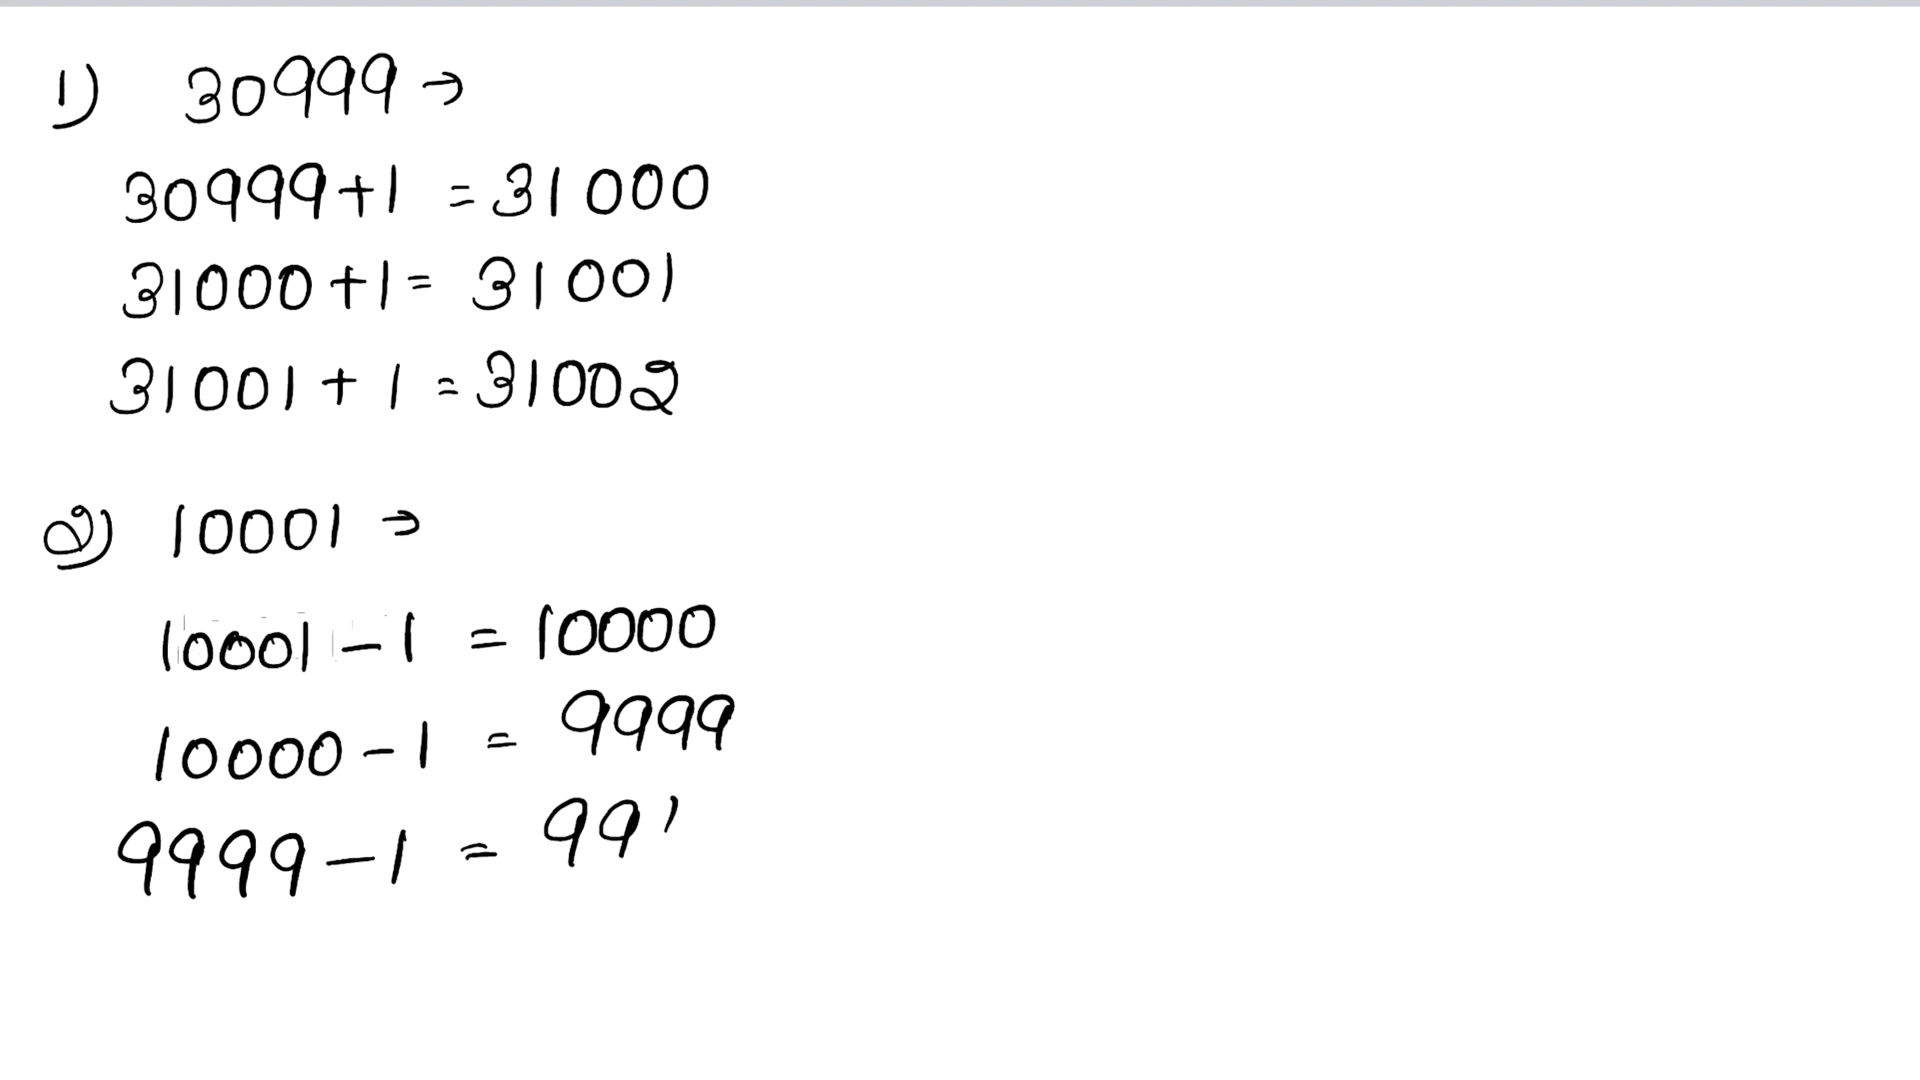 1) 30999 →
30999+1 = 31000
31000+1 = 31001
31001+1 = 31002
2) 10001 →
10001-1 = 10000
10000-1 = 9999
9999-1 = 99